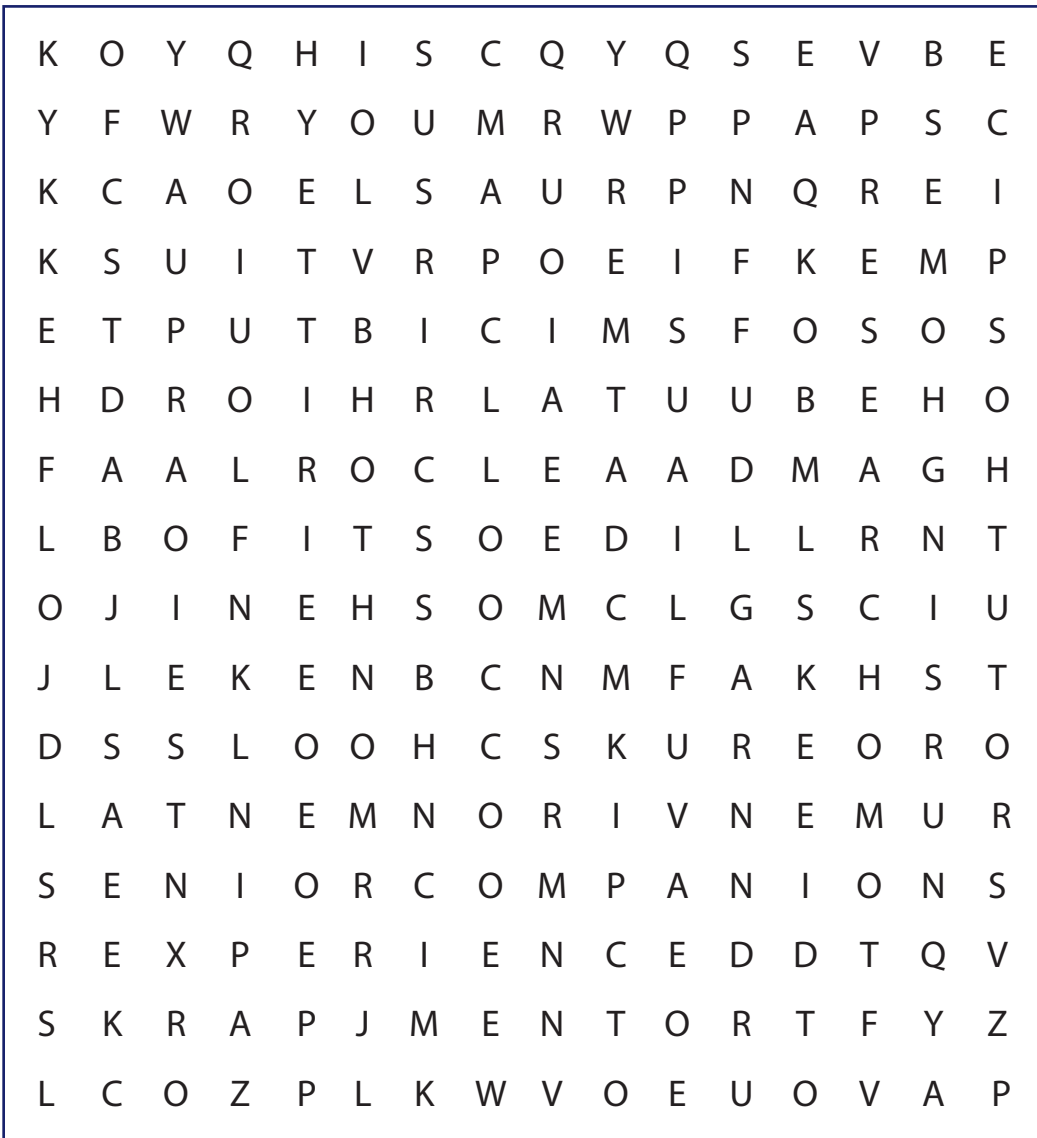 K O Y Q H I S C Q Y Q S E V B E
Y F W R Y O U M R W P P A P S C
K C A O E L S A U R P N Q R E I
K S U I T V R P O E I F K E M P
E T P U T B I C I M S F O S O S
H D R O I H R L A T U U B E H O
F A A L R O C L E A A D M A G H
L B O F I T S O E D I L L R N T
O J I N E H S O M C L G S C I U
J L E K E N B C N M F A K H S T
D S S L O O H C S K U R E O R O
L A T N E M N O R I V N E M U R
S E N I O R C O M P A N I O N S
R E X P E R I E N C E D D T Q V
S K R A P J M E N T O R T F Y Z
L C O Z P L K W V O E U O V A P